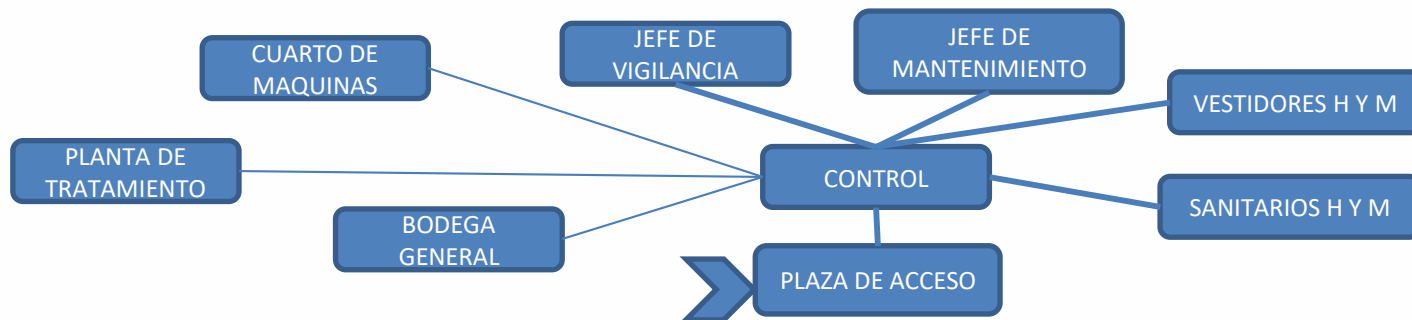 JEFE DE
VIGILANCIA
JEFE DE
MANTENIMIENTO
CUARTO DE
MAQUINAS
VESTIDORES H Y M
PLANTA DE
TRATAMIENTO
CONTROL
SANITARIOS H Y M
BODEGA
GENERAL
PLAZA DE ACCESO